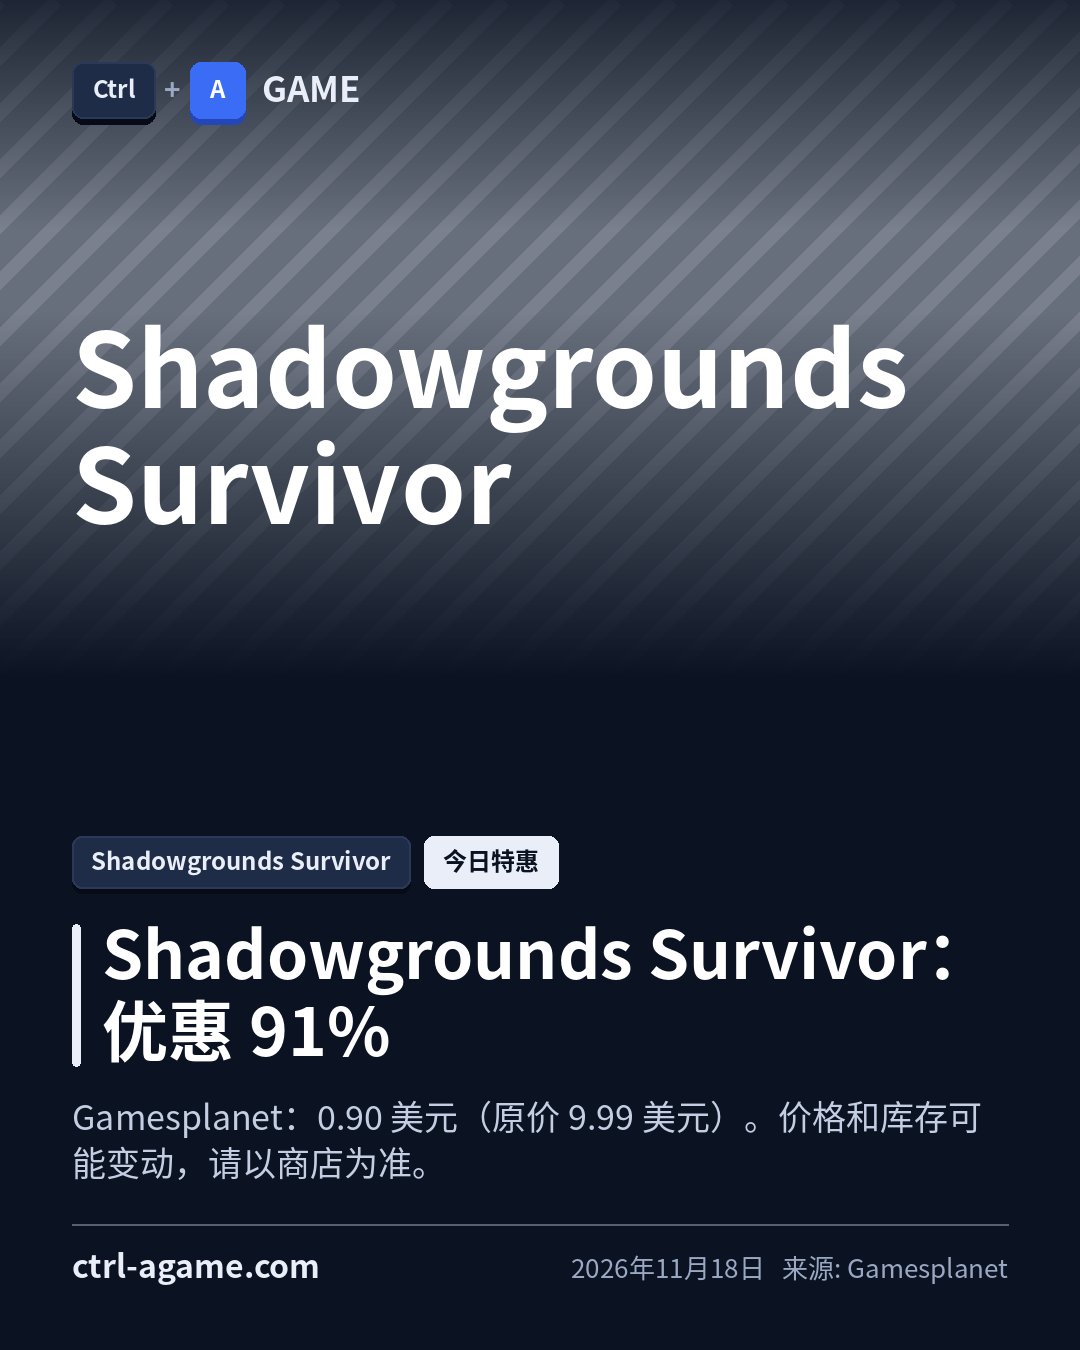 Ctrl + A GAME
Shadowgrounds
Survivor
Shadowgrounds Survivor 今日特惠
Shadowgrounds Survivor：
优惠 91%
Gamesplanet：0.90 美元（原价 9.99 美元）。价格和库存可
能变动，请以商店为准。
ctrl-agame.com 2026年11月18日 来源: Gamesplanet